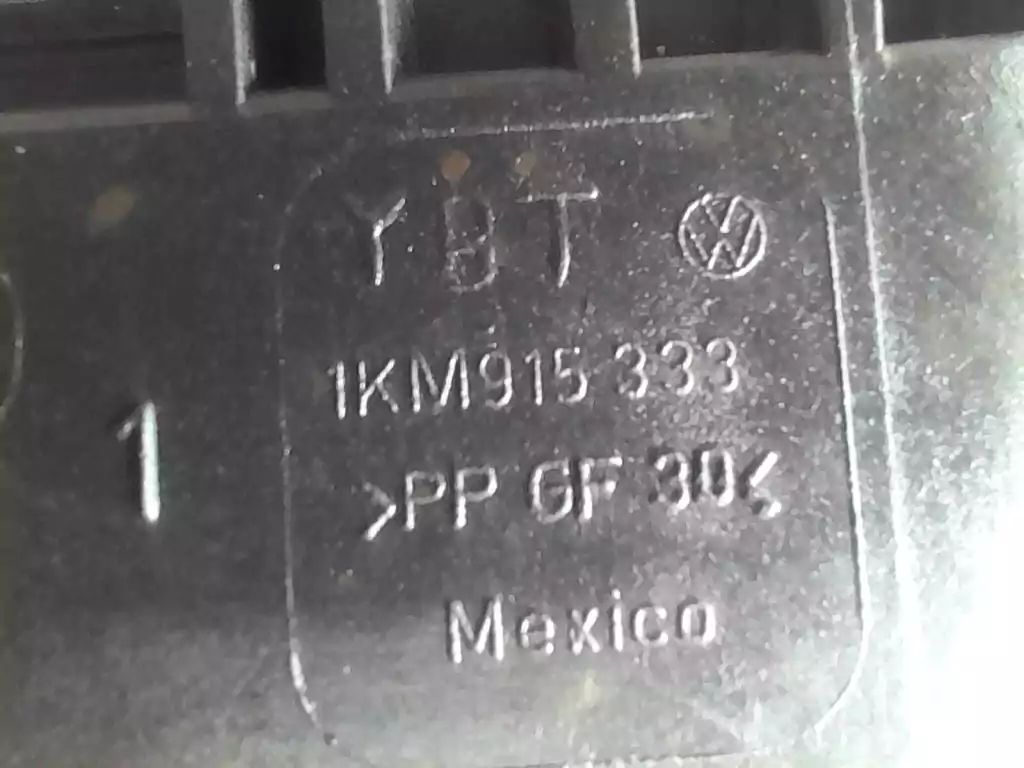 YBT
1
1KM915 333
>PP GF 30<
Mexico